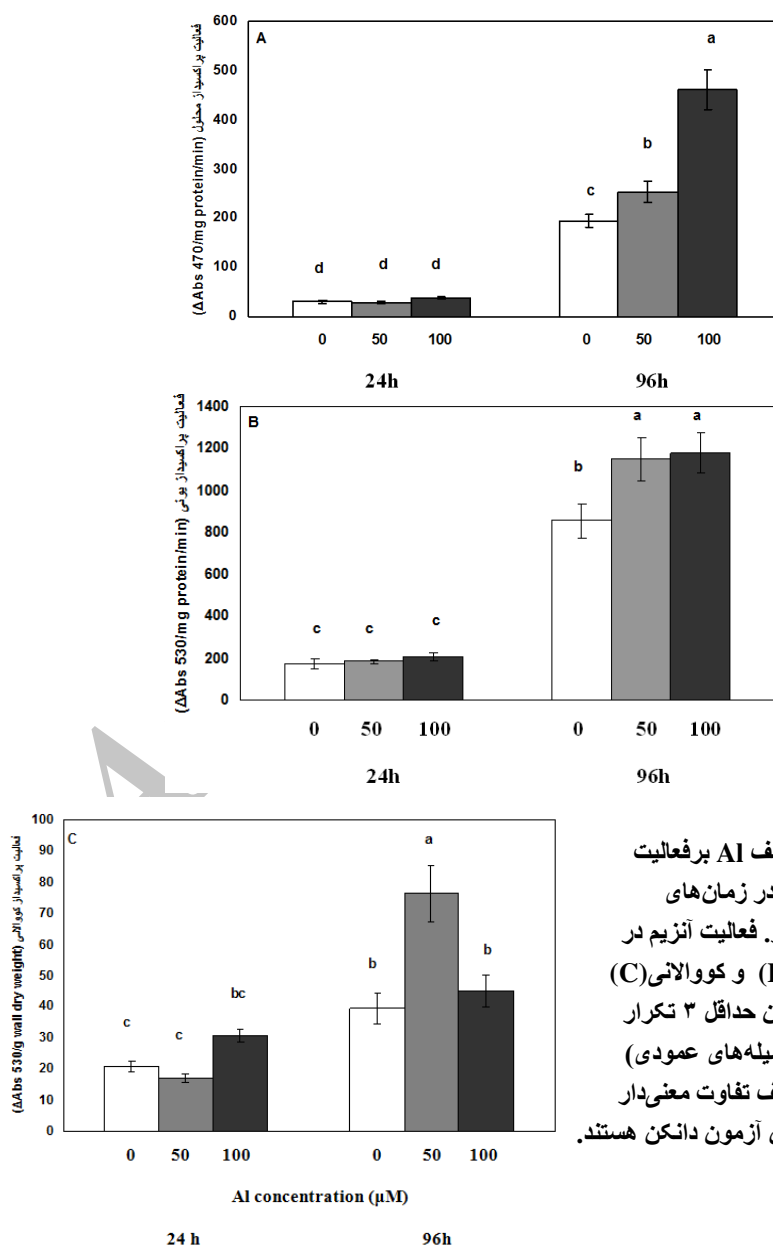 فعالیت پراکسیداز محلول (ΔAbs 470/mg protein/min)
600
500
400
300
200
100
0
A
d d d c b a
0 50 100 0 50 100
24h 96h
فعالیت پراکسیداز یونی (ΔAbs 530/mg protein/min)
1400
1200
1000
800
600
400
200
0
B
c c c b a a
0 50 100 0 50 100
24h 96h
فعالیت پراکسیداز کووالانی (ΔAbs 530/g wall dry weight)
100
90
80
70
60
50
40
30
20
10
0
C
c c bc b a b
0 50 100 0 50 100
Al concentration (µM)
24 h 96h
Al برفعالیت
در زمان‌های
فعالیت آنزیم در
و کووالانی(C)
حداقل ۳ تکرار
عمودی)
تفاوت معنی‌دار
آزمون دانکن هستند.